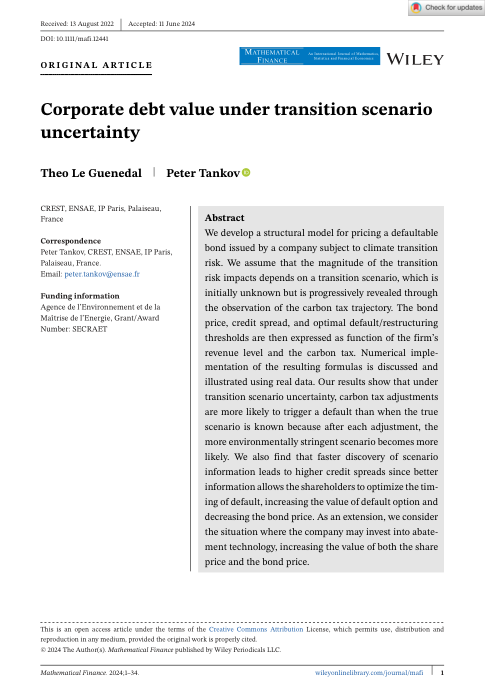 Check for updates
Received: 13 August 2022 | Accepted: 11 June 2024
DOI: 10.1111/mafi.12441
ORIGINAL ARTICLE
MATHEMATICAL FINANCE
An International Journal of Mathematics, Statistics and Financial Economics
WILEY
Corporate debt value under transition scenario
uncertainty
Theo Le Guenedal | Peter Tankov
CREST, ENSAE, IP Paris, Palaiseau,
France
Correspondence
Peter Tankov, CREST, ENSAE, IP Paris,
Palaiseau, France.
Email: peter.tankov@ensae.fr
Funding information
Agence de l'Environnement et de la
Maîtrise de l'Energie, Grant/Award
Number: SECRAET
Abstract
We develop a structural model for pricing a defaultable
bond issued by a company subject to climate transition
risk. We assume that the magnitude of the transition
risk impacts depends on a transition scenario, which is
initially unknown but is progressively revealed through
the observation of the carbon tax trajectory. The bond
price, credit spread, and optimal default/restructuring
thresholds are then expressed as function of the firm's
revenue level and the carbon tax. Numerical imple-
mentation of the resulting formulas is discussed and
illustrated using real data. Our results show that under
transition scenario uncertainty, carbon tax adjustments
are more likely to trigger a default than when the true
scenario is known because after each adjustment, the
more environmentally stringent scenario becomes more
likely. We also find that faster discovery of scenario
information leads to higher credit spreads since better
information allows the shareholders to optimize the tim-
ing of default, increasing the value of default option and
decreasing the bond price. As an extension, we consider
the situation where the company may invest into abate-
ment technology, increasing the value of both the share
price and the bond price.
This is an open access article under the terms of the Creative Commons Attribution License, which permits use, distribution and
reproduction in any medium, provided the original work is properly cited.
© 2024 The Author(s). Mathematical Finance published by Wiley Periodicals LLC.
Mathematical Finance. 2024;1–34.
wileyonlinelibrary.com/journal/mafi | 1